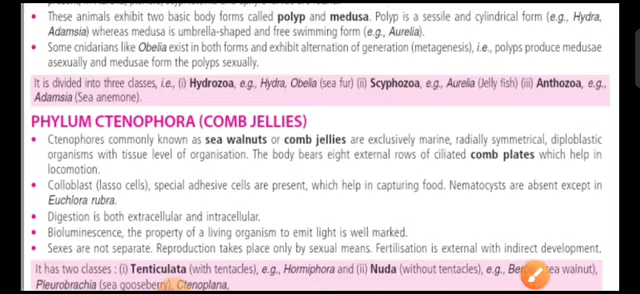 • These animals exhibit two basic body forms called polyp and medusa. Polyp is a sessile and cylindrical form (e.g., Hydra,
Adamsia) whereas medusa is umbrella-shaped and free swimming form (e.g., Aurelia).
• Some cnidarians like Obelia exist in both forms and exhibit alternation of generation (metagenesis), i.e., polyps produce medusae
asexually and medusae form the polyps sexually.
It is divided into three classes, i.e., (i) Hydrozoa, e.g., Hydra, Obelia (sea fur) (ii) Scyphozoa, e.g., Aurelia (Jelly fish) (iii) Anthozoa, e.g.,
Adamsia (Sea anemone).
PHYLUM CTENOPHORA (COMB JELLIES)
• Ctenophores commonly known as sea walnuts or comb jellies are exclusively marine, radially symmetrical, diploblastic
organisms with tissue level of organisation. The body bears eight external rows of ciliated comb plates which help in
locomotion.
• Colloblast (lasso cells), special adhesive cells are present, which help in capturing food. Nematocysts are absent except in
Euchlora rubra.
• Digestion is both extracellular and intracellular.
• Bioluminescence, the property of a living organism to emit light is well marked.
• Sexes are not separate. Reproduction takes place only by sexual means. Fertilisation is external with indirect development.
It has two classes : (i) Tenticulata (with tentacles), e.g., Hormiphora and (ii) Nuda (without tentacles), e.g., walnut),
Pleurobrachia (sea gooseberry), Ctenoplana,